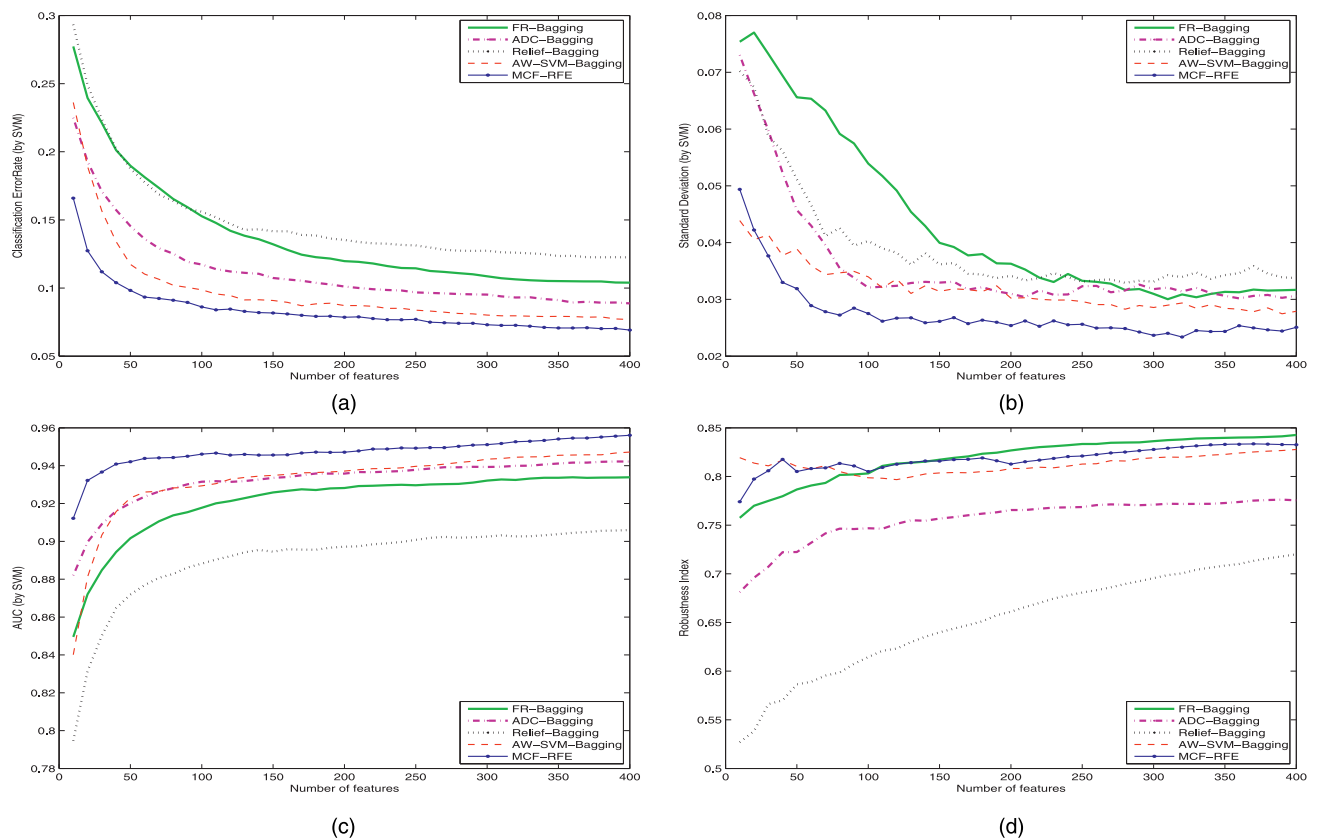 0.3
0.25
0.2
0.15
0.1
0.05
0 50 100 150 200 250 300 350 400
Classification ErrorRate (by SVM)
Number of features
FR−Bagging
ADC−Bagging
Relief−Bagging
AW−SVM−Bagging
MCF−RFE
(a)
0.08
0.07
0.06
0.05
0.04
0.03
0.02
0 50 100 150 200 250 300 350 400
Standard Deviation (by SVM)
Number of features
FR−Bagging
ADC−Bagging
Relief−Bagging
AW−SVM−Bagging
MCF−RFE
(b)
0.96
0.94
0.92
0.9
0.88
0.86
0.84
0.82
0.8
0.78
0 50 100 150 200 250 300 350 400
AUC (by SVM)
Number of features
FR−Bagging
ADC−Bagging
Relief−Bagging
AW−SVM−Bagging
MCF−RFE
(c)
0.85
0.8
0.75
0.7
0.65
0.6
0.55
0.5
0 50 100 150 200 250 300 350 400
Robustness Index
Number of features
FR−Bagging
ADC−Bagging
Relief−Bagging
AW−SVM−Bagging
MCF−RFE
(d)